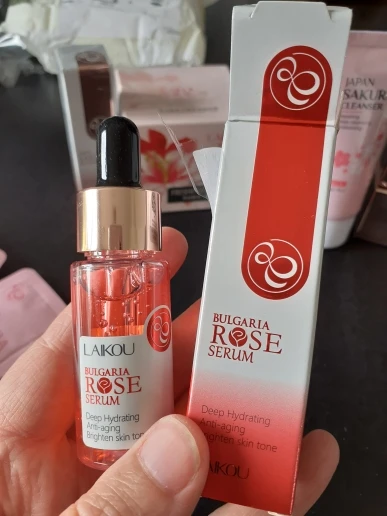 LAIKOU
BULGARIA
ROSE
SERUM
Deep Hydrating
Anti-aging
Brighten skin tone
BULGARIA
ROSE
SERUM
Deep Hydrating
Anti-aging
Brighten skin tone
LAIKOU
JAPAN
SAKURA
CLEANSER